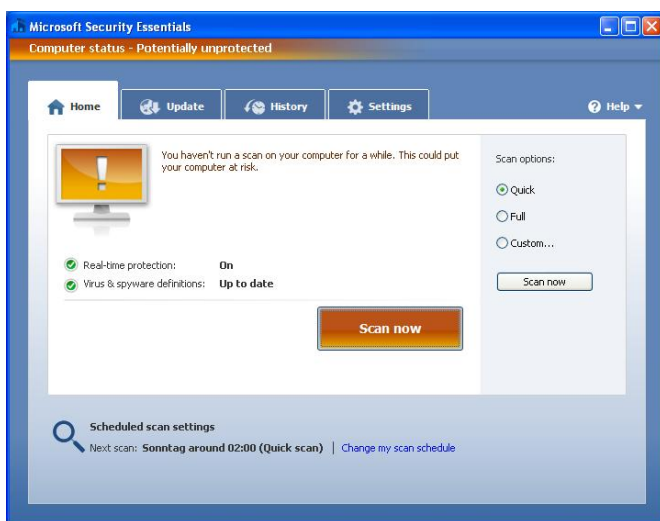 Microsoft Security Essentials
Computer status - Potentially unprotected
Home
Update
History
Settings
Help
You haven't run a scan on your computer for a while. This could put
your computer at risk.
Real-time protection: On
Virus & spyware definitions: Up to date
Scan now
Scan options:
Quick
Full
Custom...
Scan now
Scheduled scan settings
Next scan: Sonntag around 02:00 (Quick scan) | Change my scan schedule